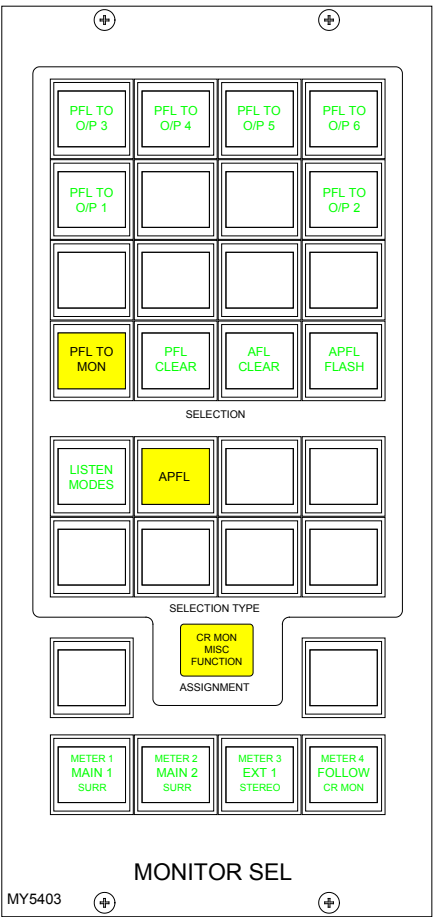 PFL TO
O/P 3
PFL TO
O/P 4
PFL TO
O/P 5
PFL TO
O/P 6
PFL TO
O/P 1
PFL TO
O/P 2
PFL TO
MON
PFL
CLEAR
AFL
CLEAR
APFL
FLASH
SELECTION
LISTEN
MODES
APFL
SELECTION TYPE
CR MON
MISC
FUNCTION
ASSIGNMENT
METER 1
MAIN 1
SURR
METER 2
MAIN 2
SURR
METER 3
EXT 1
STEREO
METER 4
FOLLOW
CR MON
MONITOR SEL
MY5403